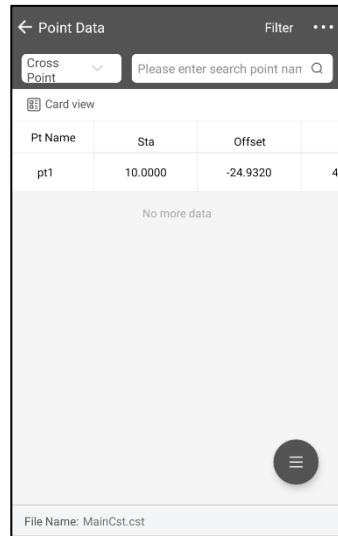 Point Data Filter
Cross Point Please enter search point nam
Card view
Pt Name Sta Offset
pt1 10.0000 -24.9320 4
No more data
File Name: MainCst.cst